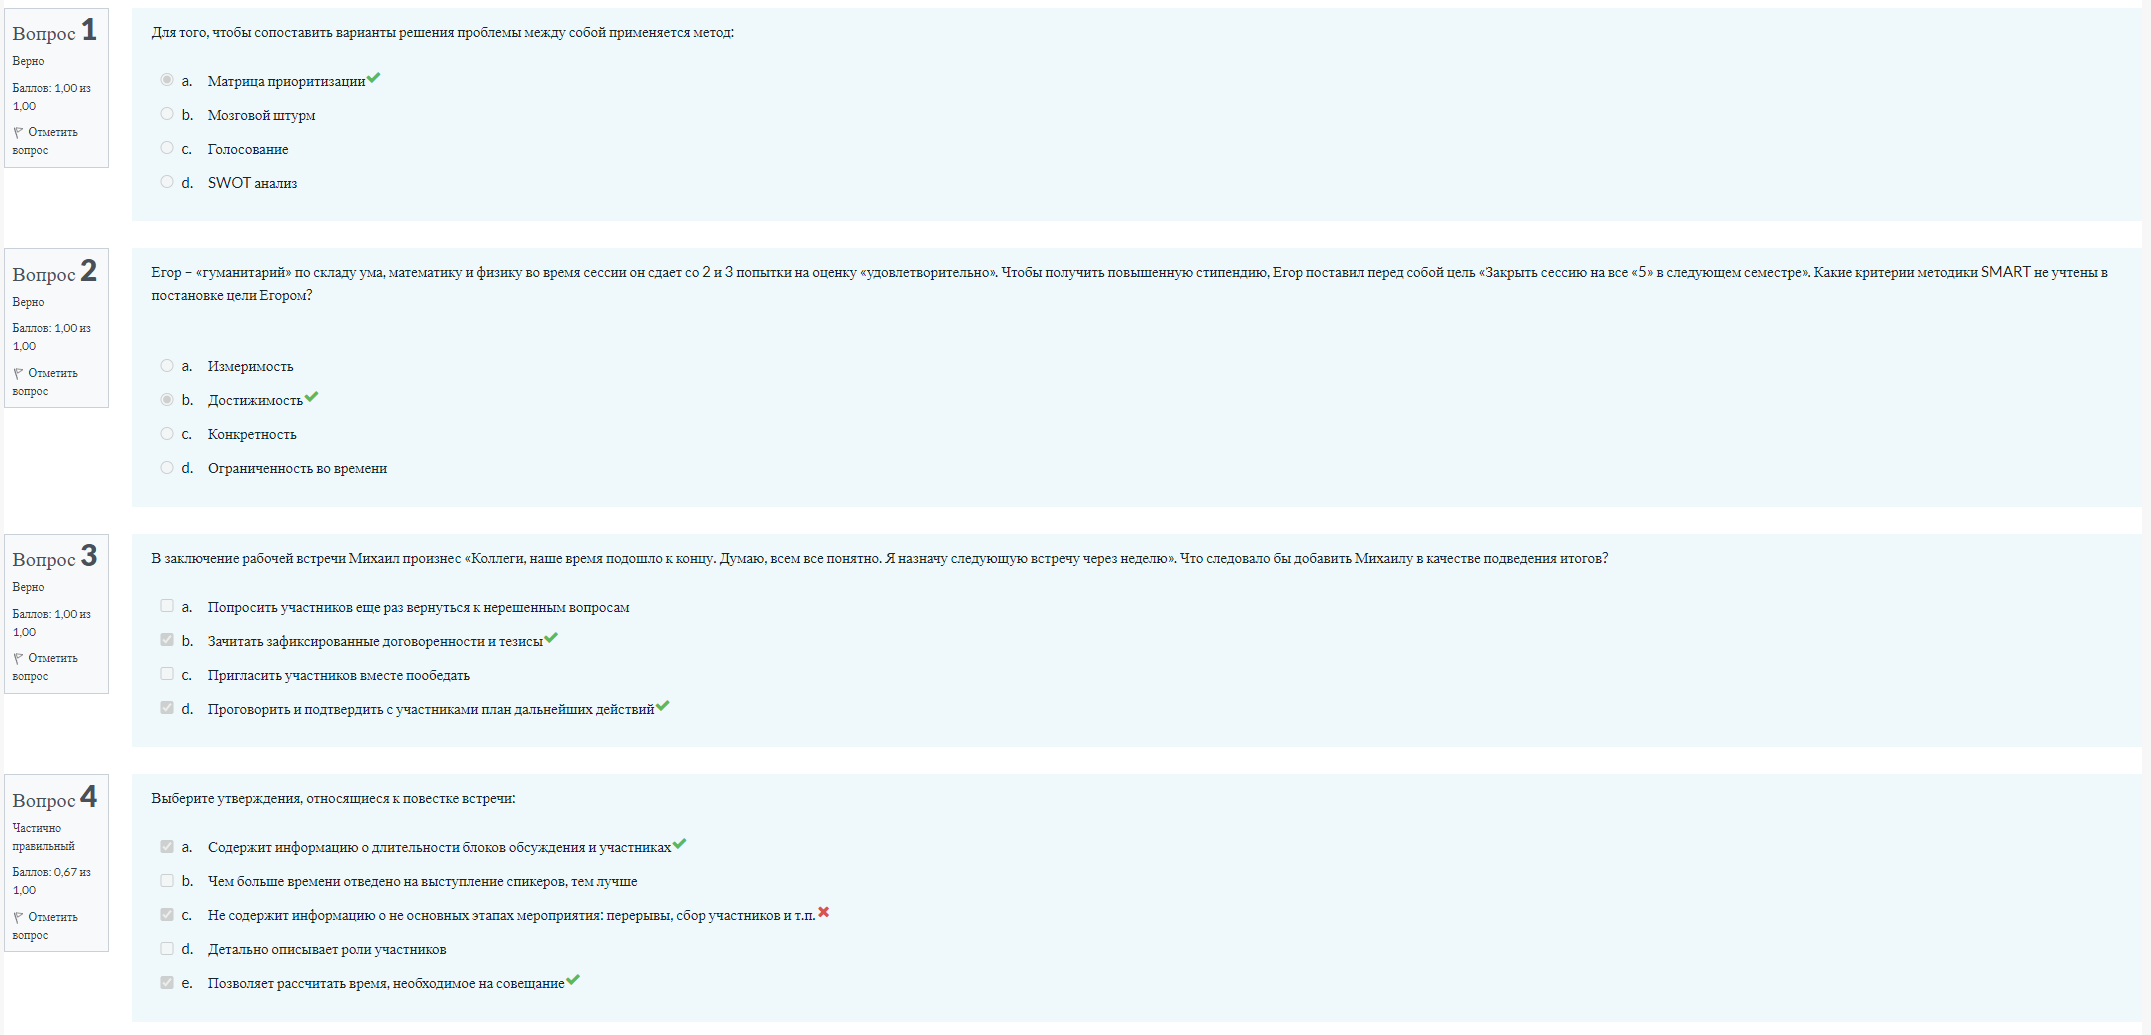 Вопрос 1
Верно
Баллов: 1,00 из
1,00
Отметить
вопрос
Для того, чтобы сопоставить варианты решения проблемы между собой применяется метод:
a. Матрица приоритизации
b. Мозговой штурм
c. Голосование
d. SWOT анализ
Вопрос 2
Верно
Баллов: 1,00 из
1,00
Отметить
вопрос
Егор – «гуманитарий» по складу ума, математику и физику во время сессии он сдает со 2 и 3 попытки на оценку «удовлетворительно». Чтобы получить повышенную стипендию, Егор поставил перед собой цель «Закрыть сессию на все «5» в следующем семестре». Какие критерии методики SMART не учтены в
постановке цели Егором?
a. Измеримость
b. Достижимость
c. Конкретность
d. Ограниченность во времени
Вопрос 3
Верно
Баллов: 1,00 из
1,00
Отметить
вопрос
В заключение рабочей встречи Михаил произнес «Коллеги, наше время подошло к концу. Думаю, всем все понятно. Я назначу следующую встречу через неделю». Что следовало бы добавить Михаилу в качестве подведения итогов?
a. Попросить участников еще раз вернуться к нерешенным вопросам
b. Зачитать зафиксированные договоренности и тезисы
c. Пригласить участников вместе пообедать
d. Проговорить и подтвердить с участниками план дальнейших действий
Вопрос 4
Частично
правильный
Баллов: 0,67 из
1,00
Отметить
вопрос
Выберите утверждения, относящиеся к повестке встречи:
a. Содержит информацию о длительности блоков обсуждения и участниках
b. Чем больше времени отведено на выступление спикеров, тем лучше
c. Не содержит информацию о не основных этапах мероприятия: перерывы, сбор участников и т.п.
d. Детально описывает роли участников
e. Позволяет рассчитать время, необходимое на совещание